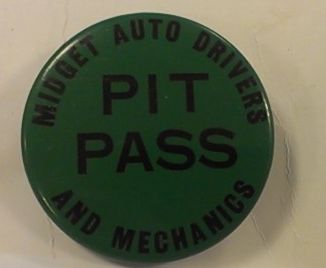 MIDGET AUTO DRIVERS
PIT
PASS
AND MECHANICS